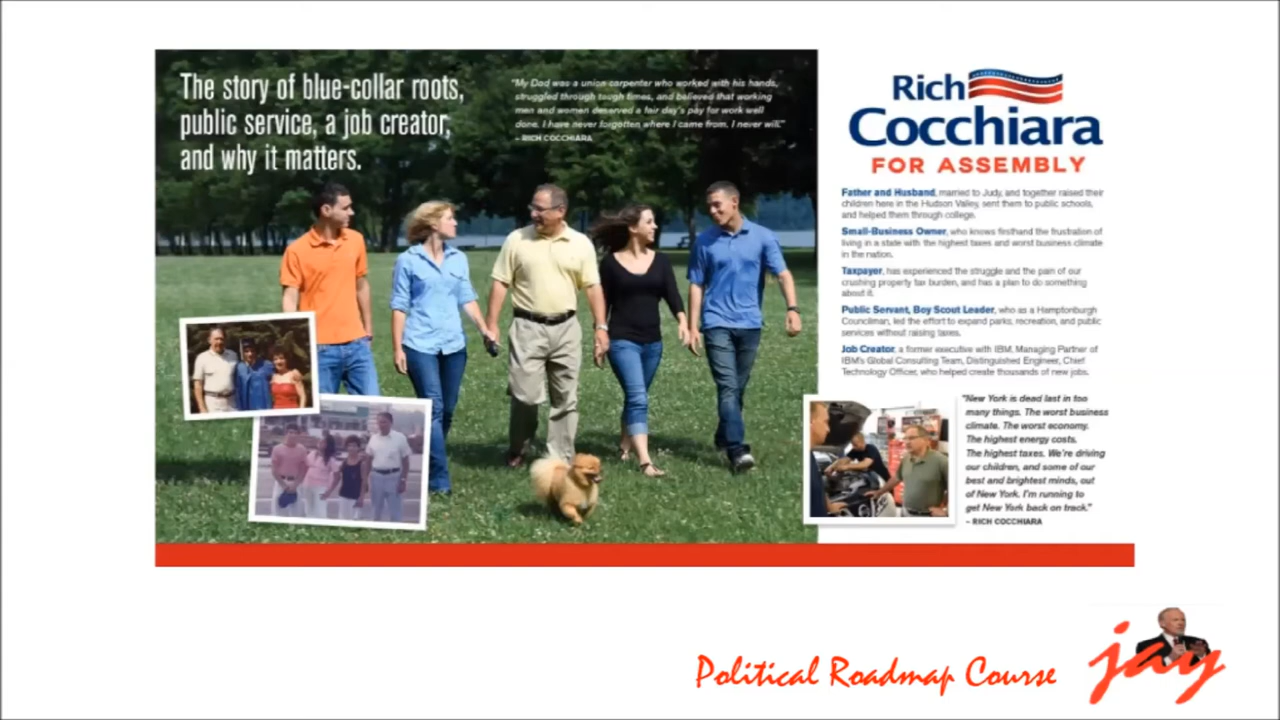 The story of blue-collar roots,
public service, a job creator,
and why it matters.
"My Dad was a union carpenter who worked with his hands,
struggled through tough times, and believed that working
men and women deserved a fair day's pay for work well
done. I have never forgotten where I came from. I never will."
– RICH COCCHIARA
Rich
Cocchiara
FOR ASSEMBLY
Father and Husband, married to Judy, and together raised their
children here in the Hudson Valley, sent them to public schools,
and helped them through college.
Small-Business Owner, who knows firsthand the frustration of
living in a state with the highest taxes and worst business climate
in the nation.
Taxpayer, has experienced the struggle and the pain of our
crushing property tax burden, and has a plan to do something
about it.
Public Servant, Boy Scout Leader, who as a Hamptonburgh
Councilman, led the effort to expand parks, recreation, and public
services without raising taxes.
Job Creator, a former executive with IBM, Managing Partner of
IBM's Global Consulting Team, Distinguished Engineer, Chief
Technology Officer, who helped create thousands of new jobs.
"New York is dead last in too
many things. The worst business
climate. The worst economy.
The highest energy costs.
The highest taxes. We're driving
our children, and some of our
best and brightest minds, out
of New York. I'm running to
get New York back on track."
– RICH COCCHIARA
Political Roadmap Course
jay